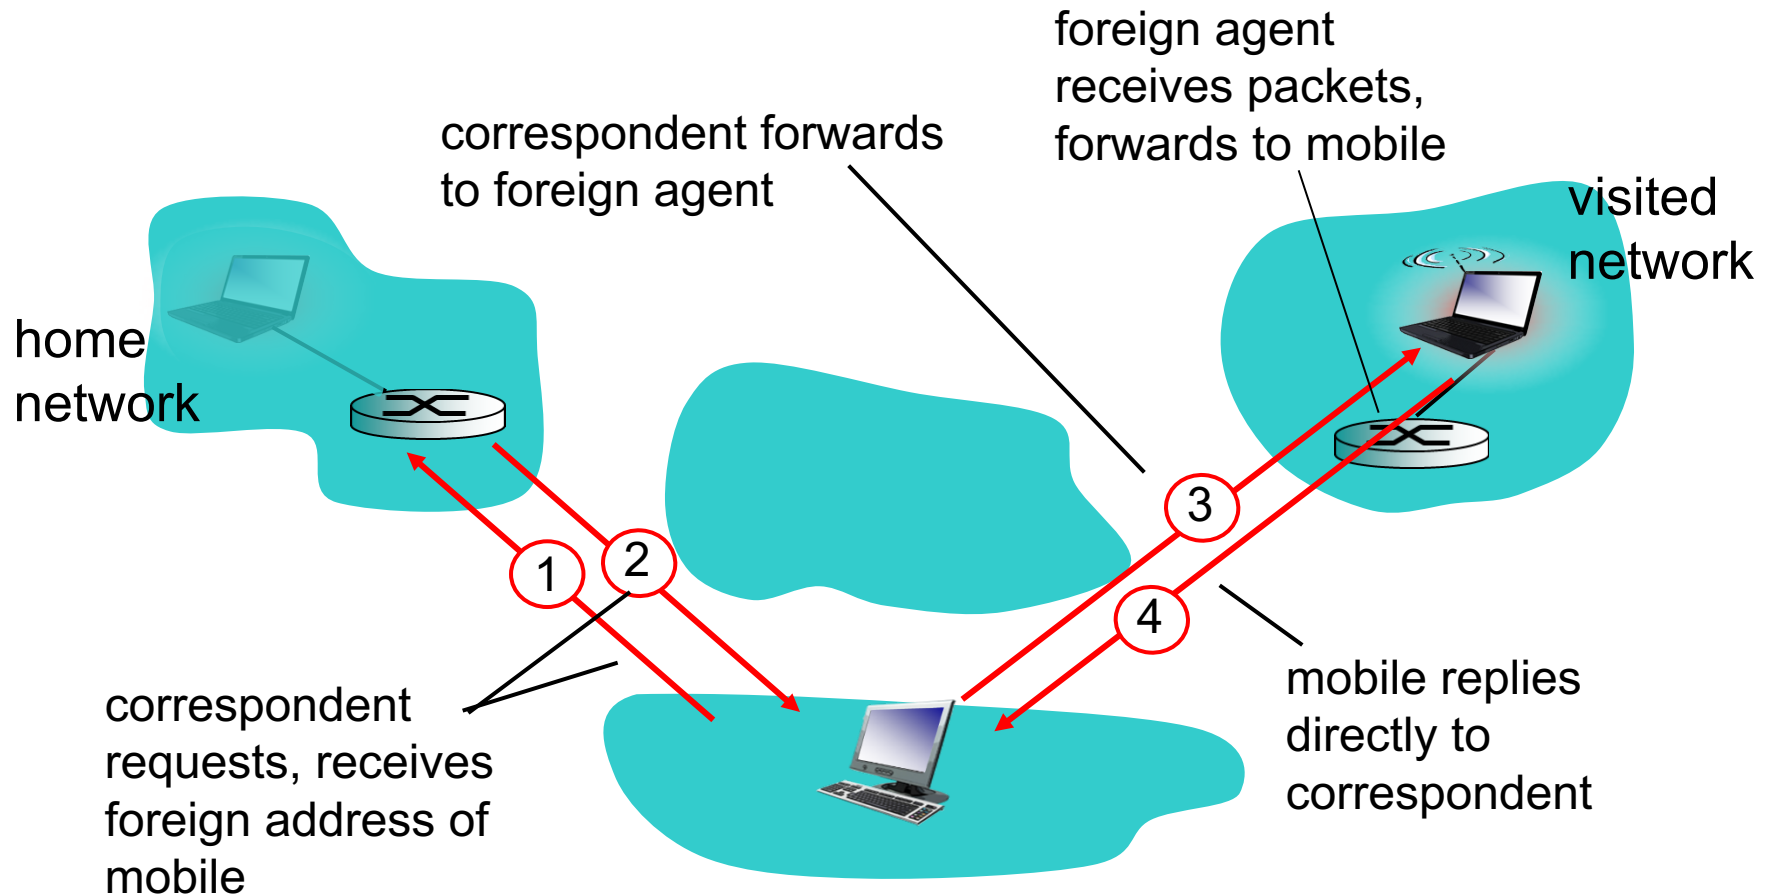 foreign agent
receives packets,
forwards to mobile
correspondent forwards
to foreign agent
visited
network
home
network
3
2
1
4
correspondent
requests, receives
foreign address of
mobile
mobile replies
directly to
correspondent